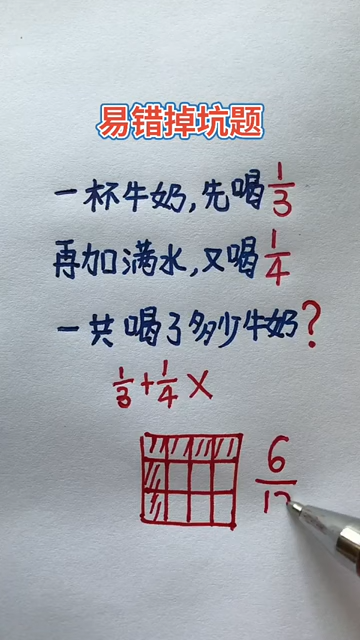 易错掉坑题
一杯牛奶,先喝1/3
再加满水,又喝1/4
一共喝了多少牛奶?
1/3+1/4 X
6/12